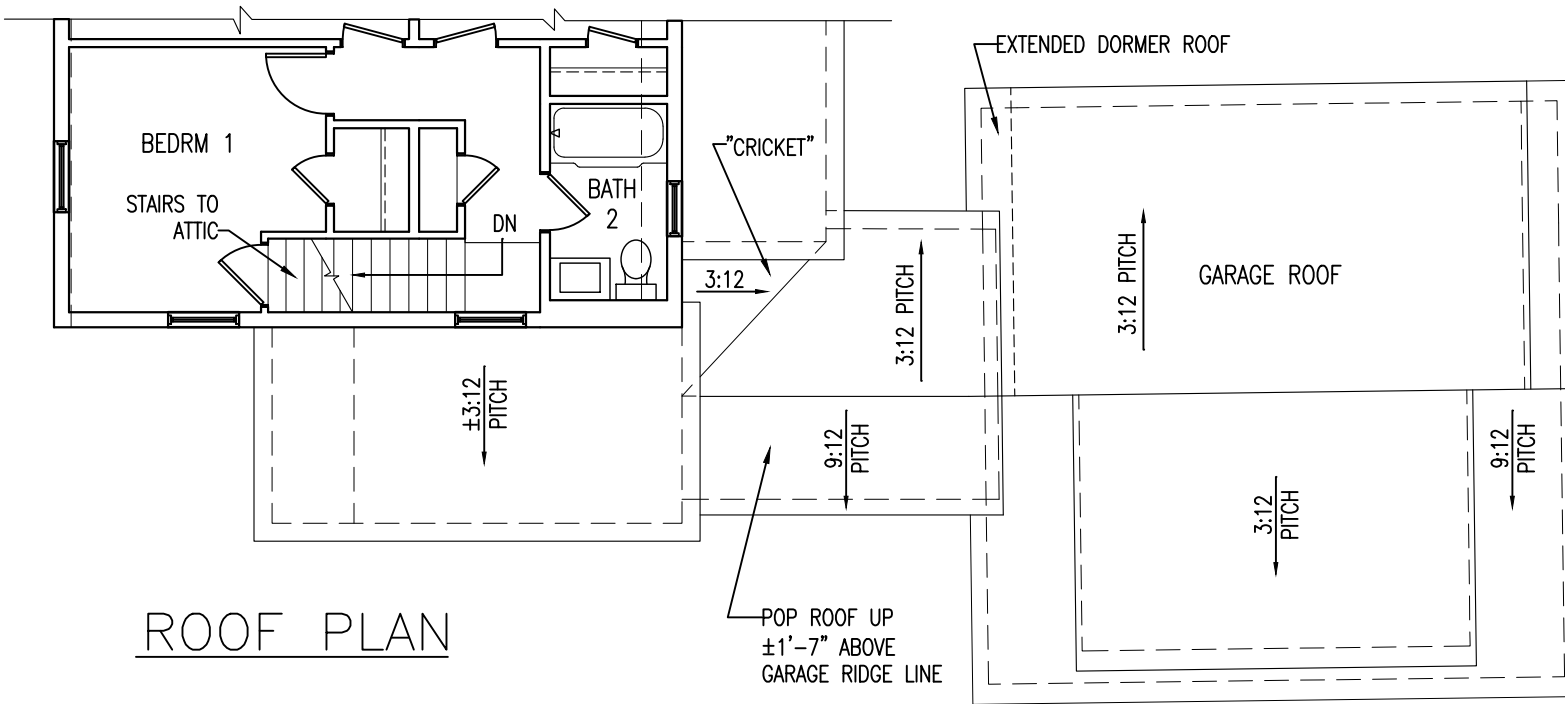 EXTENDED DORMER ROOF
BEDRM 1
"CRICKET"
STAIRS TO
ATTIC
BATH
2
DN
3:12
3:12 PITCH
3:12 PITCH
GARAGE ROOF
±3:12
PITCH
9:12
PITCH
3:12
PITCH
9:12
PITCH
ROOF PLAN
POP ROOF UP
±1'-7" ABOVE
GARAGE RIDGE LINE